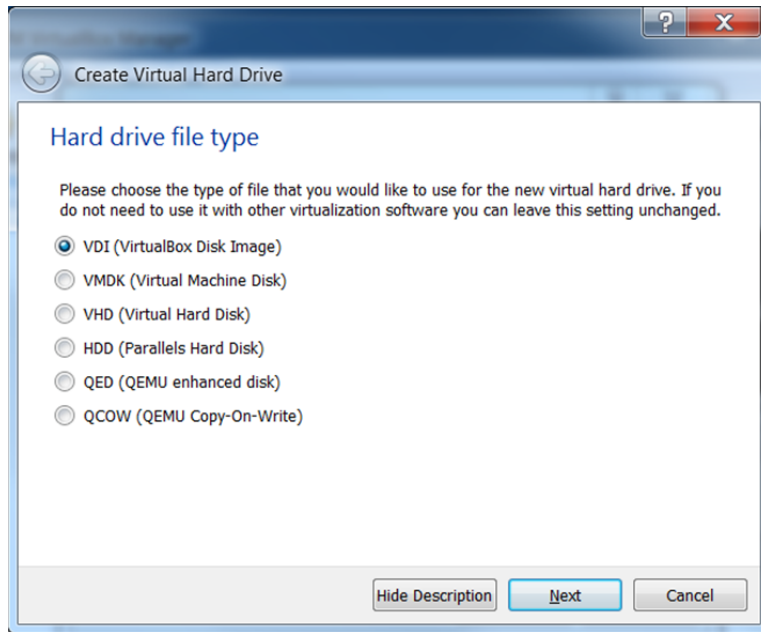 VirtualBox Manager
Create Virtual Hard Drive
Hard drive file type
Please choose the type of file that you would like to use for the new virtual hard drive. If you
do not need to use it with other virtualization software you can leave this setting unchanged.
VDI (VirtualBox Disk Image)
VMDK (Virtual Machine Disk)
VHD (Virtual Hard Disk)
HDD (Parallels Hard Disk)
QED (QEMU enhanced disk)
QCOW (QEMU Copy-On-Write)
Hide Description Next Cancel